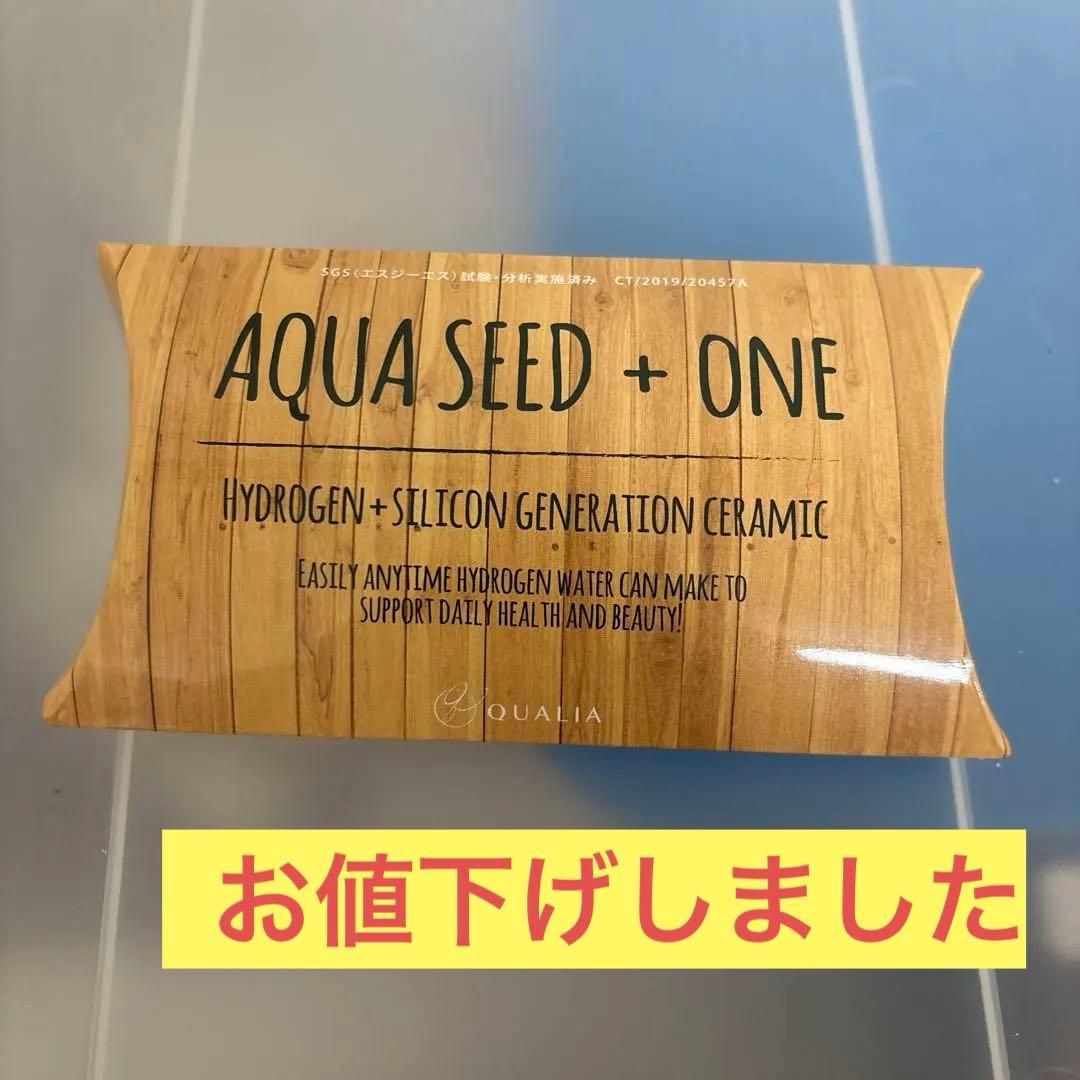 SGS(エスジーエス)試験・分析実施済み CT/2019/20457A
AQUA SEED + ONE
HYDROGEN+SILICON GENERATION CERAMIC
EASILY ANYTIME HYDROGEN WATER CAN MAKE TO
SUPPORT DAILY HEALTH AND BEAUTY!
QUALIA
お値下げしました